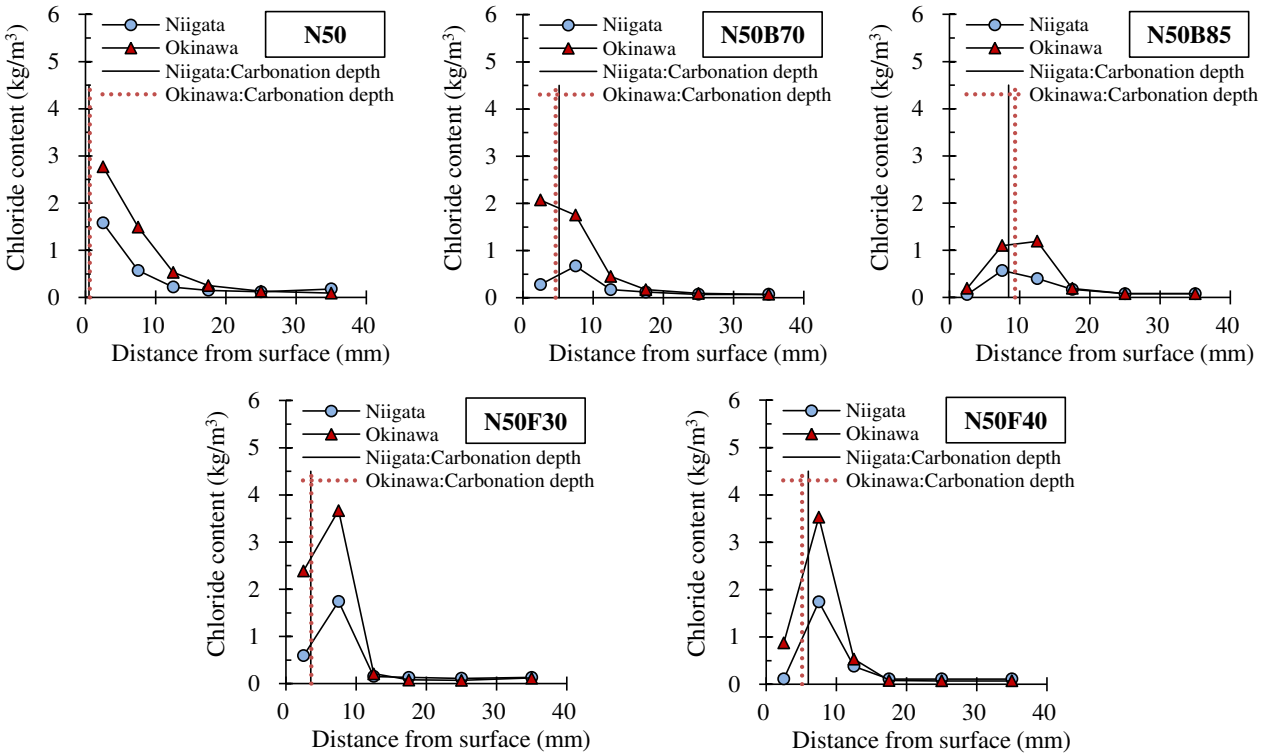 6
5
4
3
2
1
0
Chloride content (kg/m³)
Niigata
Okinawa
Niigata:Carbonation depth
Okinawa:Carbonation depth
N50
0 10 20 30 40
Distance from surface (mm)
6
5
4
3
2
1
0
Chloride content (kg/m³)
Niigata
Okinawa
Niigata:Carbonation depth
Okinawa:Carbonation depth
N50B70
0 10 20 30 40
Distance from surface (mm)
6
5
4
3
2
1
0
Chloride content (kg/m³)
Niigata
Okinawa
Niigata:Carbonation depth
Okinawa:Carbonation depth
N50B85
0 10 20 30 40
Distance from surface (mm)
6
5
4
3
2
1
0
Chloride content (kg/m³)
Niigata
Okinawa
Niigata:Carbonation depth
Okinawa:Carbonation depth
N50F30
0 10 20 30 40
Distance from surface (mm)
6
5
4
3
2
1
0
Chloride content (kg/m³)
Niigata
Okinawa
Niigata:Carbonation depth
Okinawa:Carbonation depth
N50F40
0 10 20 30 40
Distance from surface (mm)